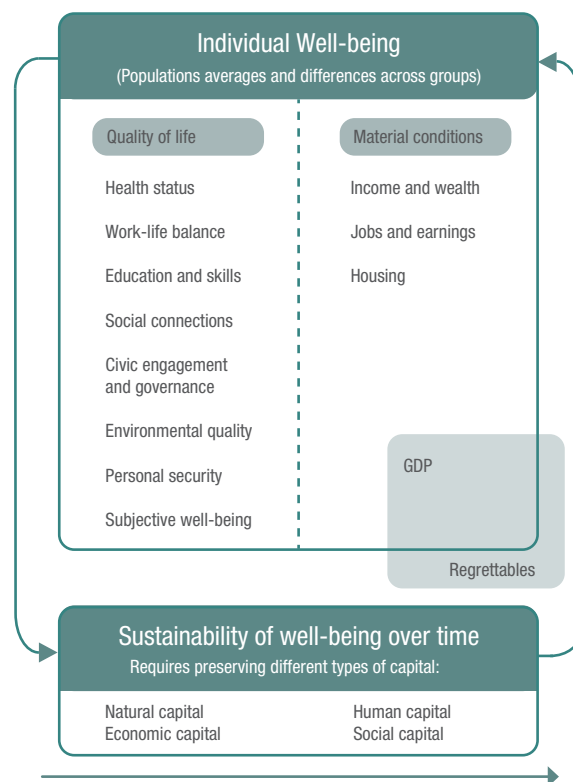 Individual Well-being
(Populations averages and differences across groups)
Quality of life
Health status
Work-life balance
Education and skills
Social connections
Civic engagement
and governance
Environmental quality
Personal security
Subjective well-being
Material conditions
Income and wealth
Jobs and earnings
Housing
GDP
Regrettables
Sustainability of well-being over time
Requires preserving different types of capital:
Natural capital
Economic capital
Human capital
Social capital